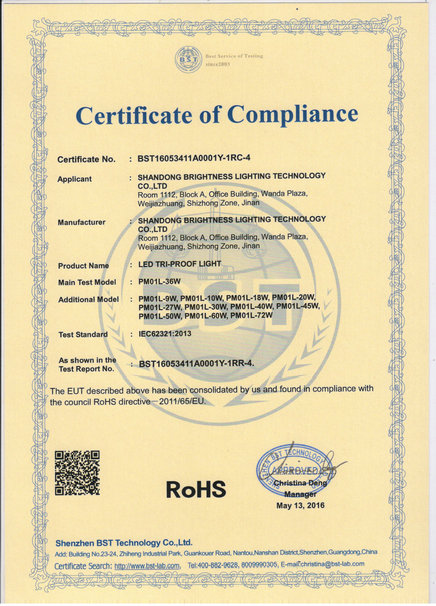 BST
Best Service of Testing
since2003
Certificate of Compliance
Certificate No. : BST16053411A0001Y-1RC-4
Applicant : SHANDONG BRIGHTNESS LIGHTING TECHNOLOGY
CO.,LTD
Room 1112, Block A, Office Building, Wanda Plaza,
Weijiazhuang, Shizhong Zone, Jinan
Manufacturer : SHANDONG BRIGHTNESS LIGHTING TECHNOLOGY
CO.,LTD
Room 1112, Block A, Office Building, Wanda Plaza,
Weijiazhuang, Shizhong Zone, Jinan
Product Name : LED TRI-PROOF LIGHT
Main Test Model : PM01L-36W
Additional Model : PM01L-9W, PM01L-10W, PM01L-18W, PM01L-20W,
PM01L-27W, PM01L-30W, PM01L-40W, PM01L-45W,
PM01L-50W, PM01L-60W, PM01L-72W
BST
Test Standard : IEC62321:2013
As shown in the
Test Report No. : BST16053411A0001Y-1RR-4.
The EUT described above has been consolidated by us and found in compliance with
the council RoHS directive—2011/65/EU.
RoHS
BST TECHNOLOGY
APPROVED
Christina Deng
Manager
May 13, 2016
Shenzhen BST Technology Co.,Ltd.
Add: Building No.23-24, Zhiheng Industrial Park, Guankouer Road, Nantou,Nanshan District,Shenzhen,Guangdong,China
Certificate Search: http://www.bst-lab.com, Tel:400-882-9628, 8009990305, E-mail:christina@bst-lab.com